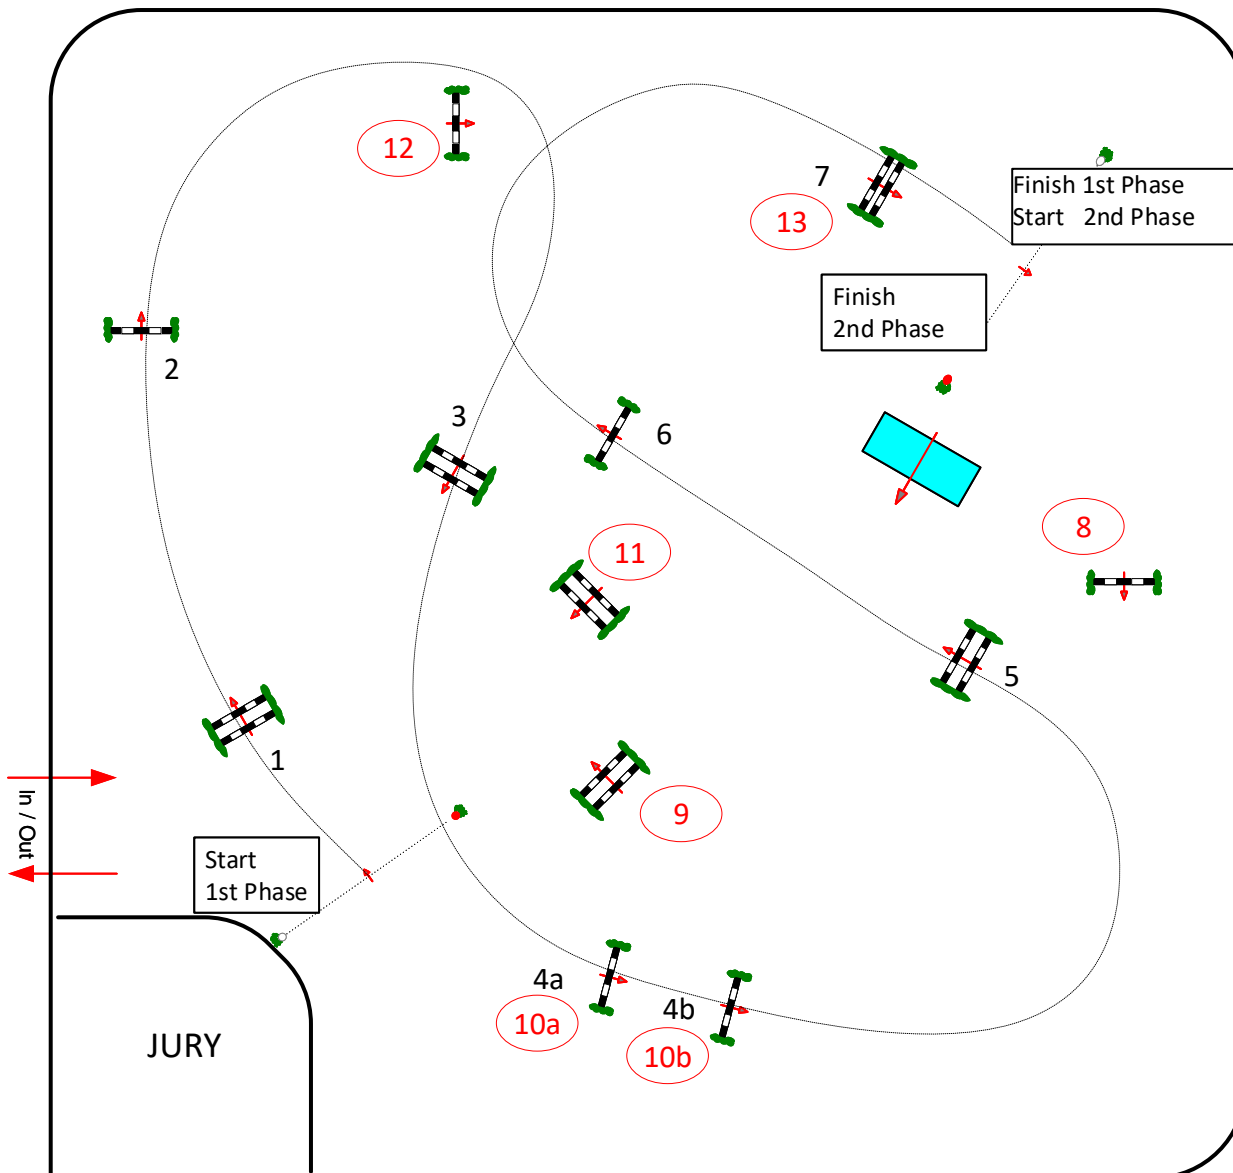 12
7
13
Finish 1st Phase
Start 2nd Phase
Finish
2nd Phase
2
3
6
8
11
5
1
9
In / Out
Start
1st Phase
4a
10a
4b
10b
JURY